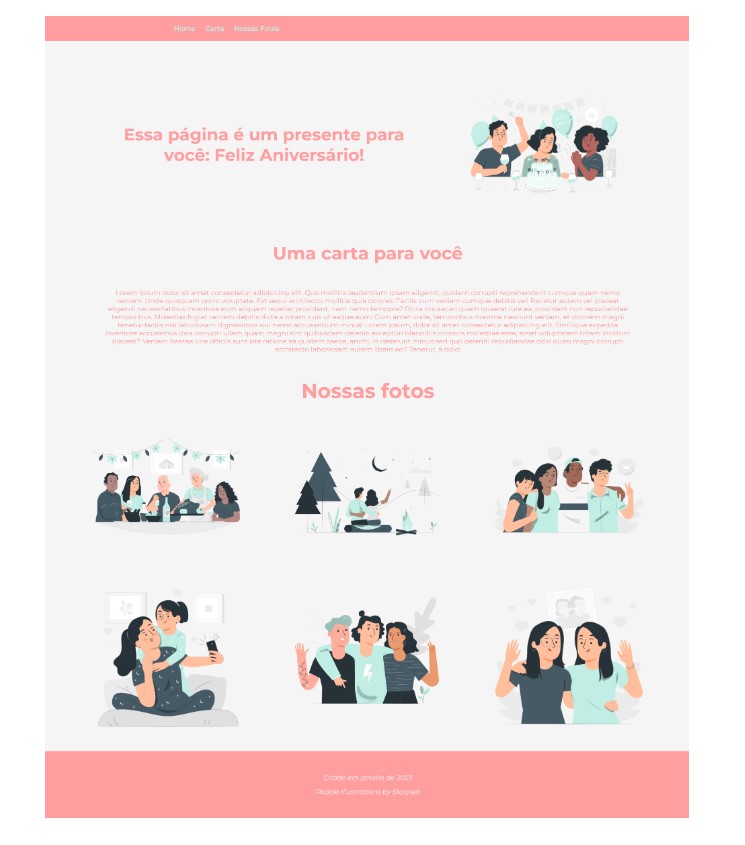 Home Carta Nossas Fotos
Essa página é um presente para
você: Feliz Aniversário!
Uma carta para você
Lorem ipsum dolor sit amet consectetur adipisicing elit. Quo mollitia laudantium ipsam eligendi, quidem corrupti reprehenderit cumque quam nemo
veniam. Unde quisquam porro voluptate. Est sequi architecto mollitia quia dolores. Facilis cum veniam cumque debitis vel! Pariatur autem vel placeat
eligendi necessitatibus inventore eum aliquam repellat provident, nam nemo tempora? Dicta obcaecati quam quaerat iure ea, provident non repudiandae
temporibus. Molestias fugiat veniam debitis dicta a totam quis ut eaque eum! Cum amet unde, temporibus maxime nesciunt veniam, et dolorem magni
tenetur facilis nisi laboriosam dignissimos qui nemo accusantium minus! Lorem ipsum, dolor sit amet consectetur adipisicing elit. Similique expedita
inventore accusamus ipsa corrupti ullam quam magni sint quibusdam deleniti excepturi blanditiis corporis molestiae esse, amet voluptatem totam incidunt
placeat? Veniam beatae iure officiis sunt iste ratione ea quidem saepe, animi, in deserunt minus sed quo deleniti repudiandae odio quasi magni corrupti
architecto laboriosam autem libero ad? Tenetur, a odio!
Nossas fotos
Criado em janeiro de 2023
People illustrations by Storyset